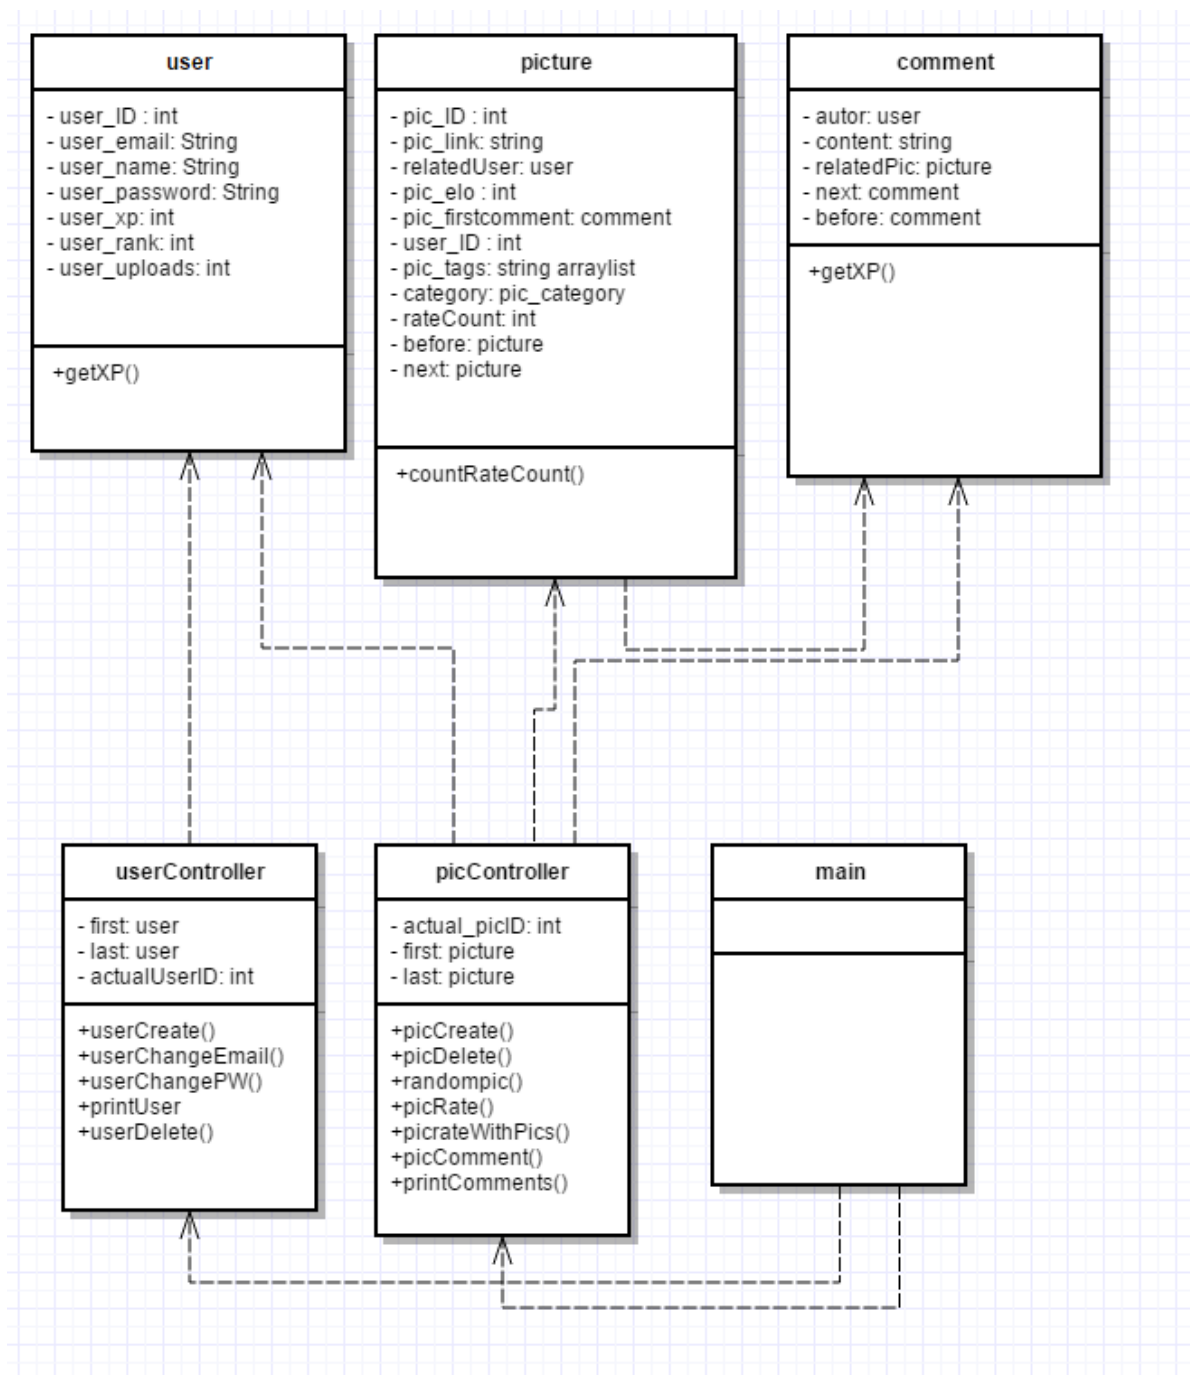 user
- user_ID : int
- user_email: String
- user_name: String
- user_password: String
- user_xp: int
- user_rank: int
- user_uploads: int
+getXP()
picture
- pic_ID : int
- pic_link: string
- relatedUser: user
- pic_elo : int
- pic_firstcomment: comment
- user_ID : int
- pic_tags: string arraylist
- category: pic_category
- rateCount: int
- before: picture
- next: picture
+countRateCount()
comment
- autor: user
- content: string
- relatedPic: picture
- next: comment
- before: comment
+getXP()
userController
- first: user
- last: user
- actualUserID: int
+userCreate()
+userChangeEmail()
+userChangePW()
+printUser
+userDelete()
picController
- actual_picID: int
- first: picture
- last: picture
+picCreate()
+picDelete()
+randompic()
+picRate()
+picrateWithPics()
+picComment()
+printComments()
main